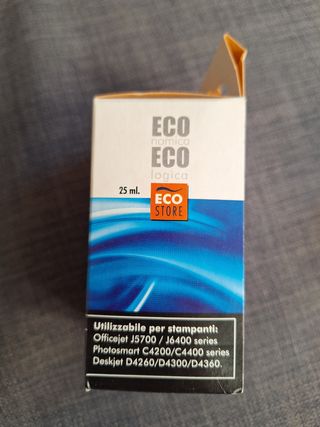 ECO
nomica
ECO
logica
25 ml.
ECO
STORE
Utilizzabile per stampanti:
Officejet J5700 / J6400 series
Photosmart C4200/C4400 series
Deskjet D4260/D4300/D4360.